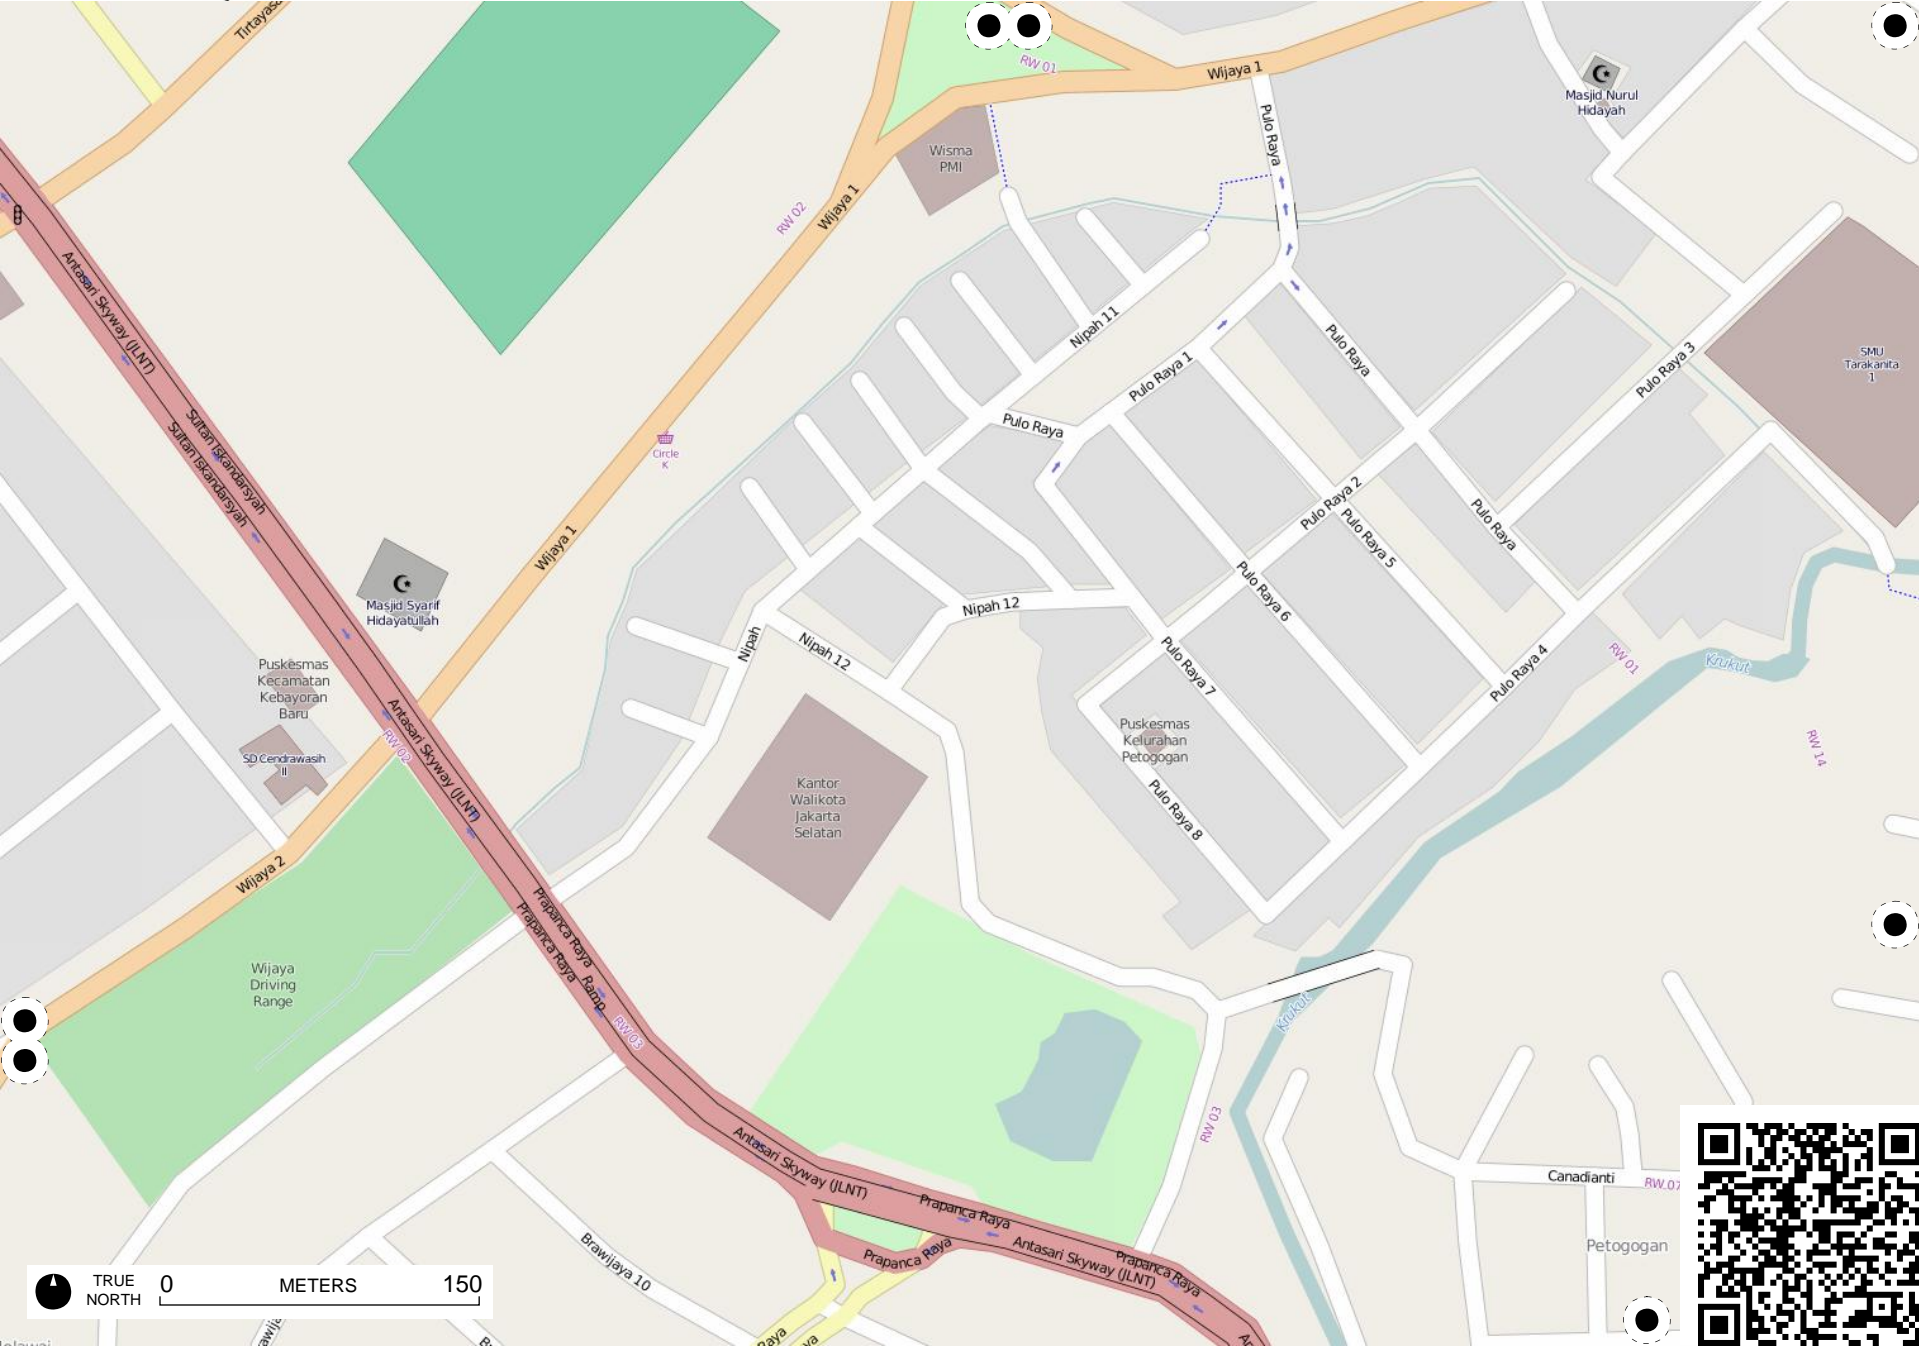 RW 01
Wijaya 1
Masjid Nurul
Hidayah
Pulo Raya
Wisma
PMI
RW 02
Wijaya 1
Antasari Skyway (JLNT)
Nipah 11
Pulo Raya
Pulo Raya 1
Pulo Raya 3
SMU
Tarakanita
1
Pulo Raya
Circle
K
Sultan Iskandarsyah
Sultan Iskandarsyah
Pulo Raya 2
Pulo Raya
Pulo Raya 5
Wijaya 1
Masjid Syarif
Hidayatullah
Nipah 12
Pulo Raya 6
Nipah
Nipah 12
Pulo Raya 7
Pulo Raya 4
RW 01
Krukut
Puskesmas
Kecamatan
Kebayoran
Baru
Antasari Skyway (JLNT)
RW 02
SD Cendrawasih
II
Puskesmas
Kelurahan
Petogogan
RW 14
Kantor
Walikota
Jakarta
Selatan
Pulo Raya 8
Wijaya 2
Prapanca Raya
Prapanca Raya
Ramp
Wijaya
Driving
Range
Krukut
RW 03
RW 03
Antasari Skyway (JLNT)
Canadianti
RW 07
Prapanca Raya
Prapanca Raya
Antasari Skyway (JLNT)
Prapanca Raya
Petogogan
Brawijaya 10
TRUE
NORTH
0 METERS 150
Raya